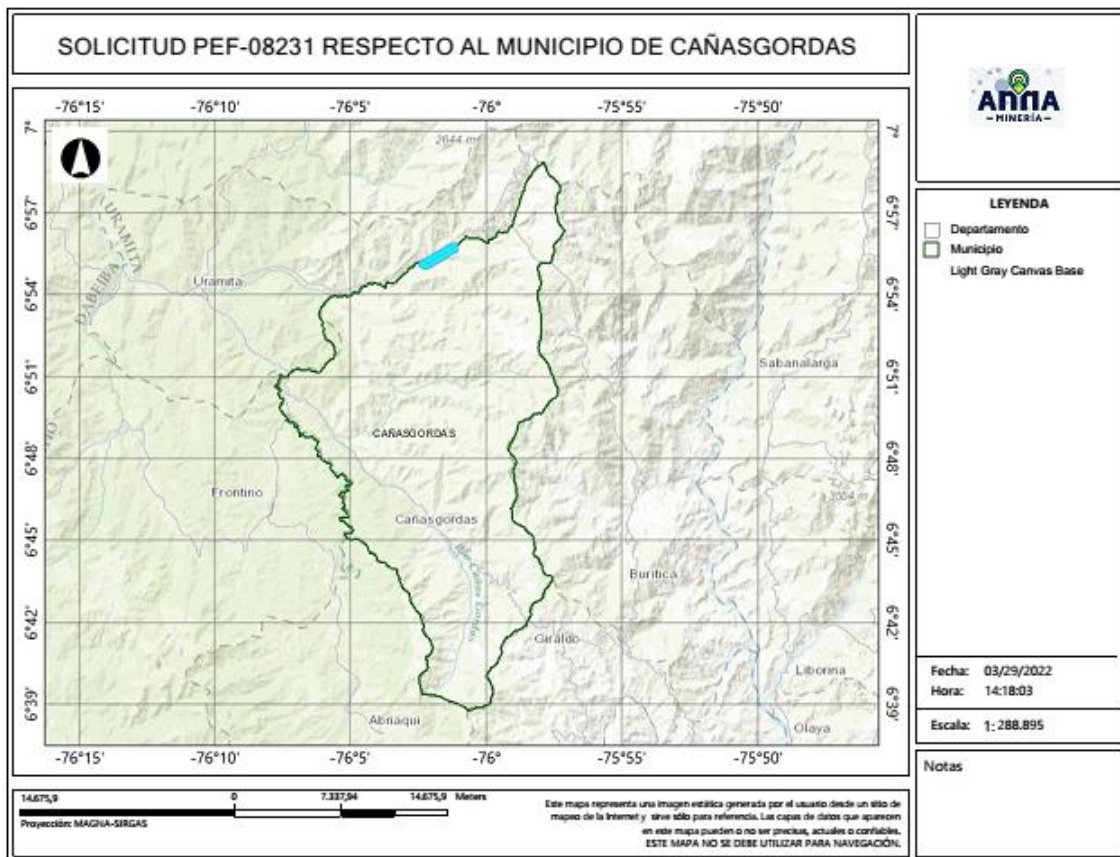 SOLICITUD PEF-08231 RESPECTO AL MUNICIPIO DE CAÑASGORDAS
ANNA
-MINERÍA-
-76°15' -76°10' -76°5' -76° -75°55' -75°50'
7° 7°
2644 m
6°57' 6°57'
URAMITA
DABEIBA
Uramita
6°54' 6°54'
Sabanalarga
6°51' 6°51'
CAÑASGORDAS
6°48' 6°48'
Frontino
Cañasgordas
6°45' 6°45'
Buriticá
6°42' 6°42'
Giraldo
Liborina
6°39' 6°39'
Abriaquí
Olaya
-76°15' -76°10' -76°5' -76° -75°55' -75°50'
LEYENDA
Departamento
Municipio
Light Gray Canvas Base
Fecha: 03/29/2022
Hora: 14:18:03
Escala: 1: 288.895
Notas
14.675,9 0 7.337,94 14.675,9 Meters
Proyección: MAGNA-SIRGAS
Este mapa representa una imagen estática generada por el usuario desde un sitio de
mapeo de la Internet y sirve sólo para referencia. Las capas de datos que aparecen
en este mapa pueden o no ser precisas, actuales o confiables.
ESTE MAPA NO SE DEBE UTILIZAR PARA NAVEGACIÓN.